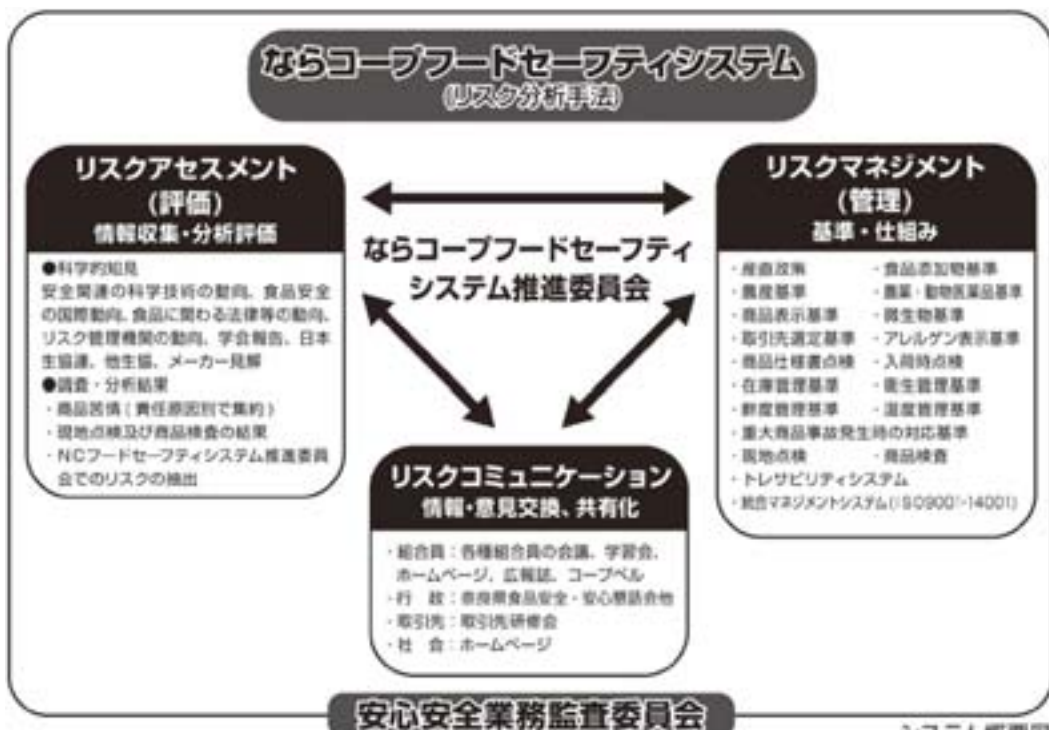 ならコープフードセーフティシステム
(リスク分析手法)
リスクアセスメント
(評価)
情報収集・分析評価
●科学的知見
安全関連の科学技術の動向、食品安全
の国際動向、食品に関わる法律等の動向、
リスク管理機関の動向、学会報告、日本
生協連、他生協、メーカー見解
●調査・分析結果
・商品苦情(責任原因別で集約)
・現地点検及び商品検査の結果
・NCフードセーフティシステム推進委員
会でのリスクの抽出
ならコープフードセーフティ
システム推進委員会
リスクマネジメント
(管理)
基準・仕組み
・産直政策 ・食品添加物基準
・農産基準 ・農薬・動物医薬品基準
・商品表示基準 ・微生物基準
・取引先選定基準 ・アレルゲン表示基準
・商品仕様書点検 ・入荷時点検
・在庫管理基準 ・衛生管理基準
・鮮度管理基準 ・温度管理基準
・重大商品事故発生時の対応基準
・現地点検 ・商品検査
・トレサビリティシステム
・統合マネジメントシステム(ISO9001・14001)
リスクコミュニケーション
情報・意見交換、共有化
・組合員:各種組合員の会議、学習会、
ホームページ、広報誌、コープベル
・行 政:奈良県食品安全・安心懇話会他
・取引先:取引先研修会
・社 会:ホームページ
安心安全業務監査委員会